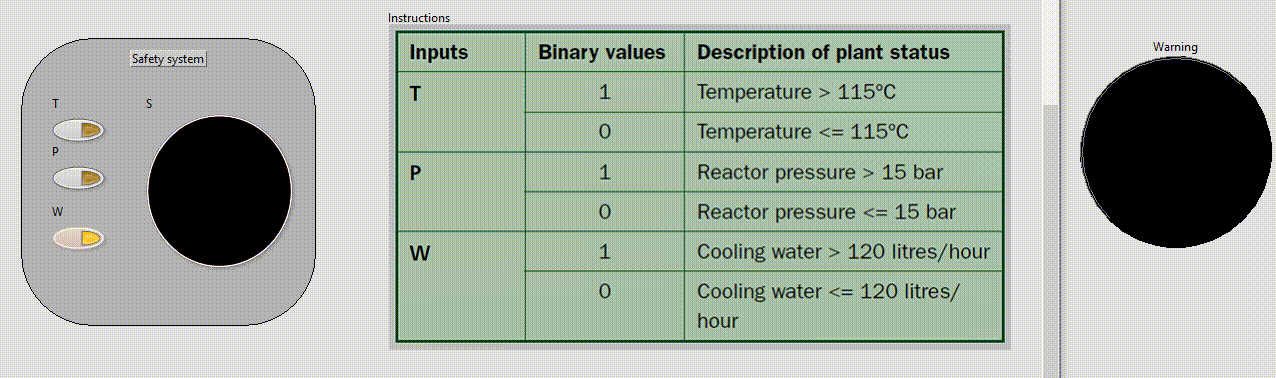 Instructions
Safety system
T
S
P
W
Inputs Binary values Description of plant status
T 1 Temperature > 115ºC
0 Temperature <= 115ºC
P 1 Reactor pressure > 15 bar
0 Reactor pressure <= 15 bar
W 1 Cooling water > 120 litres/hour
0 Cooling water <= 120 litres/
hour
Warning